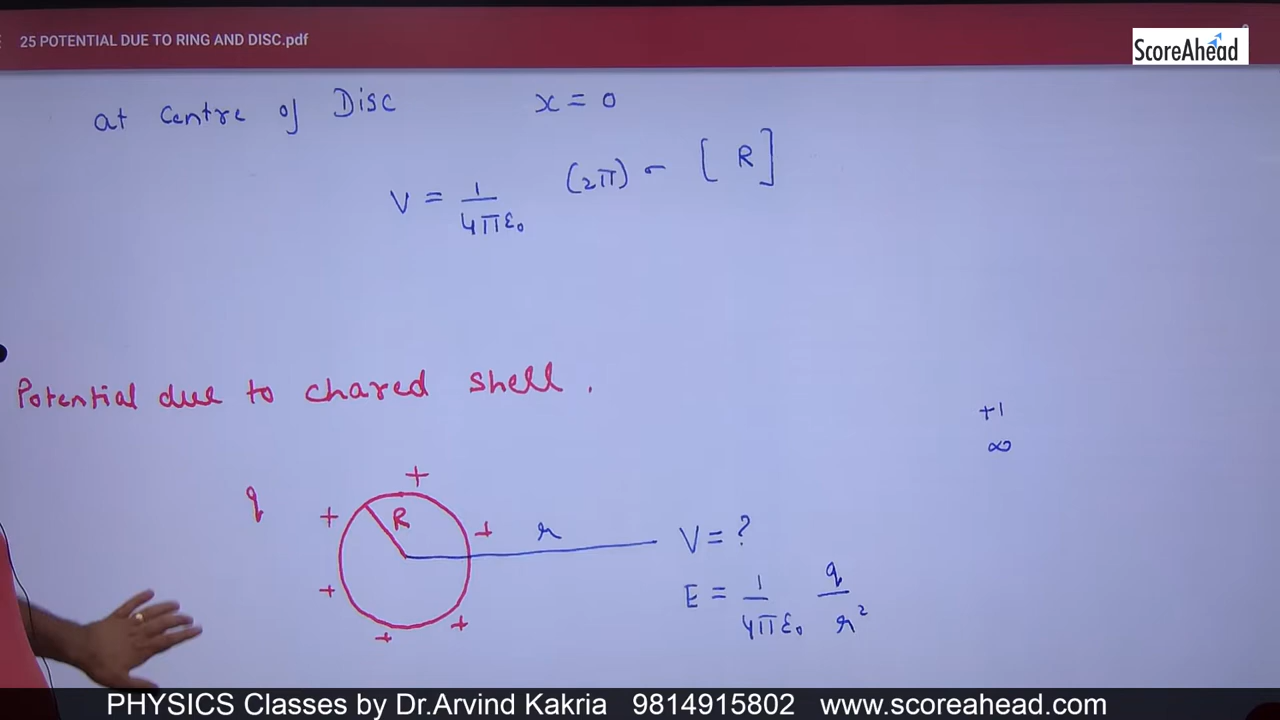 25 POTENTIAL DUE TO RING AND DISC.pdf
ScoreAhead
at Centre of Disc x = 0
V = 1/4πε₀ (2π) σ [ R ]
Potential due to chared shell.
+1
∞
q
+ + + + + + +
R
r
V = ?
E = 1/4πε₀ q/r²
PHYSICS Classes by Dr.Arvind Kakria 9814915802 www.scoreahead.com